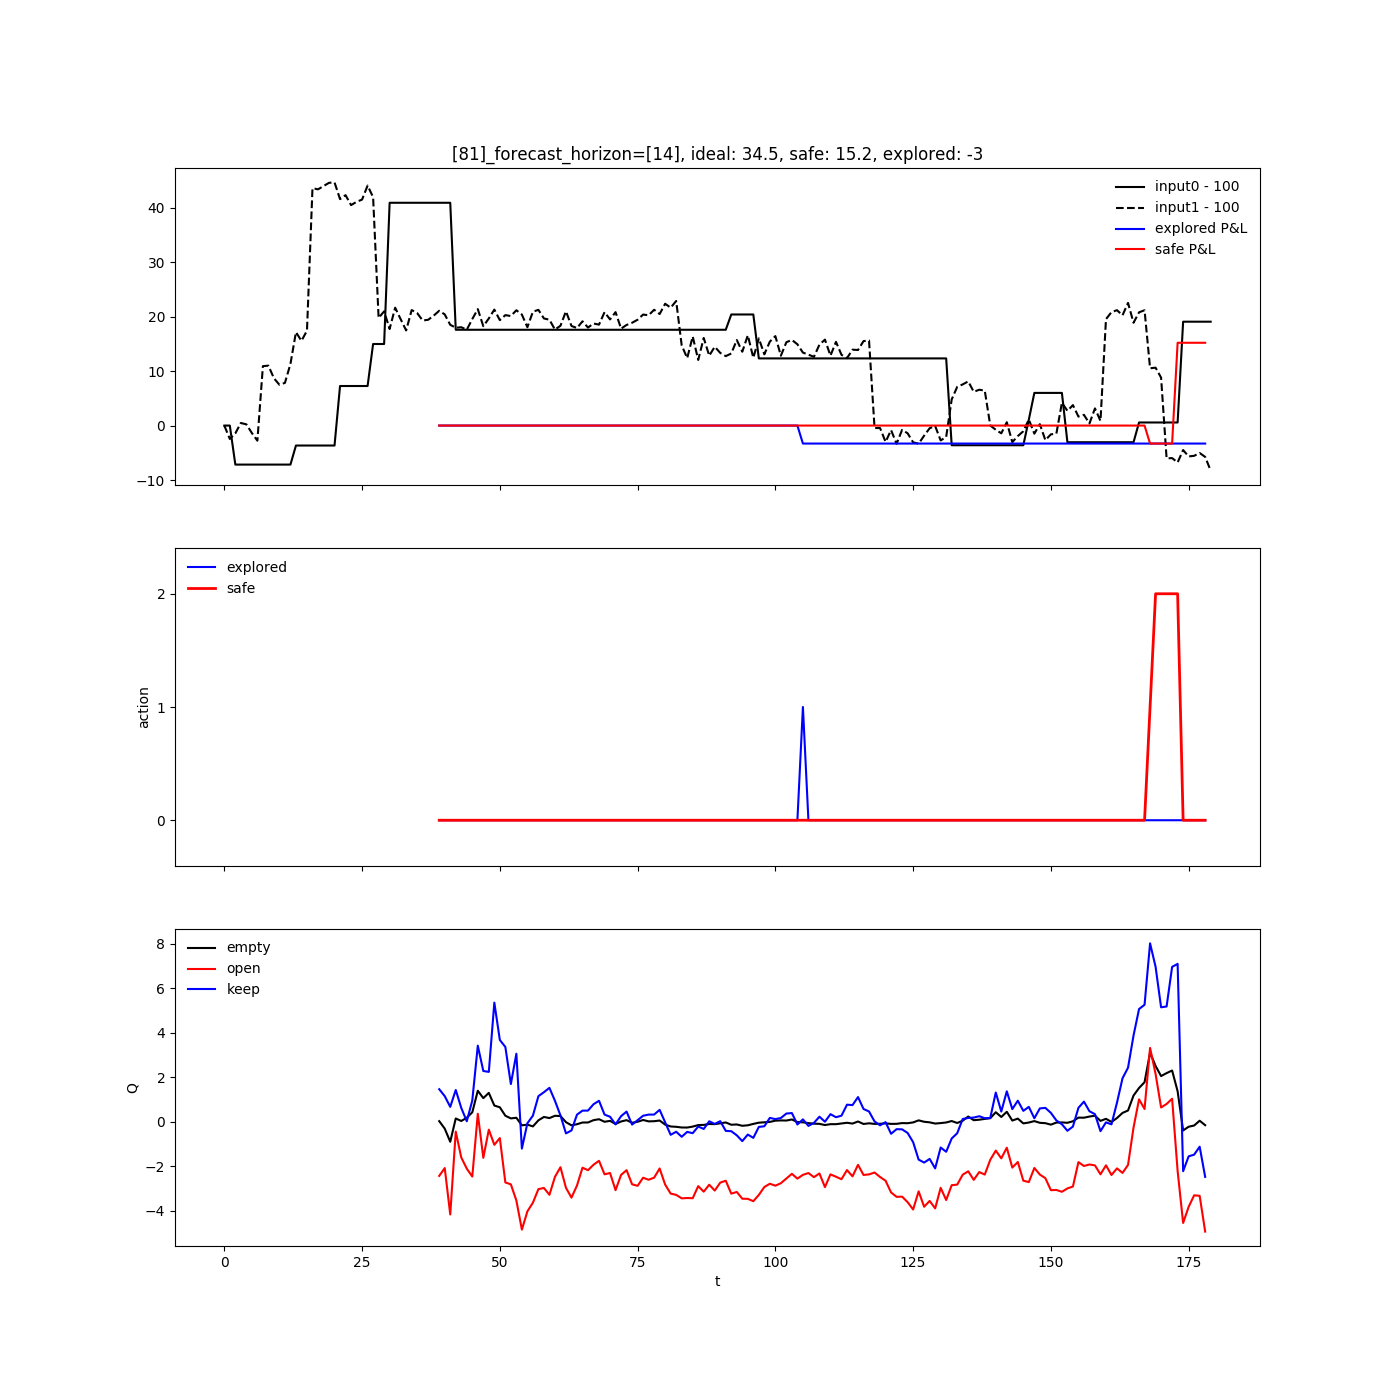 [81]_forecast_horizon=[14], ideal: 34.5, safe: 15.2, explored: -3
input0 - 100
input1 - 100
explored P&L
safe P&L
40
30
20
10
0
−10
explored
safe
action
2
1
0
empty
open
keep
Q
8
6
4
2
0
−2
−4
0 25 50 75 100 125 150 175
t